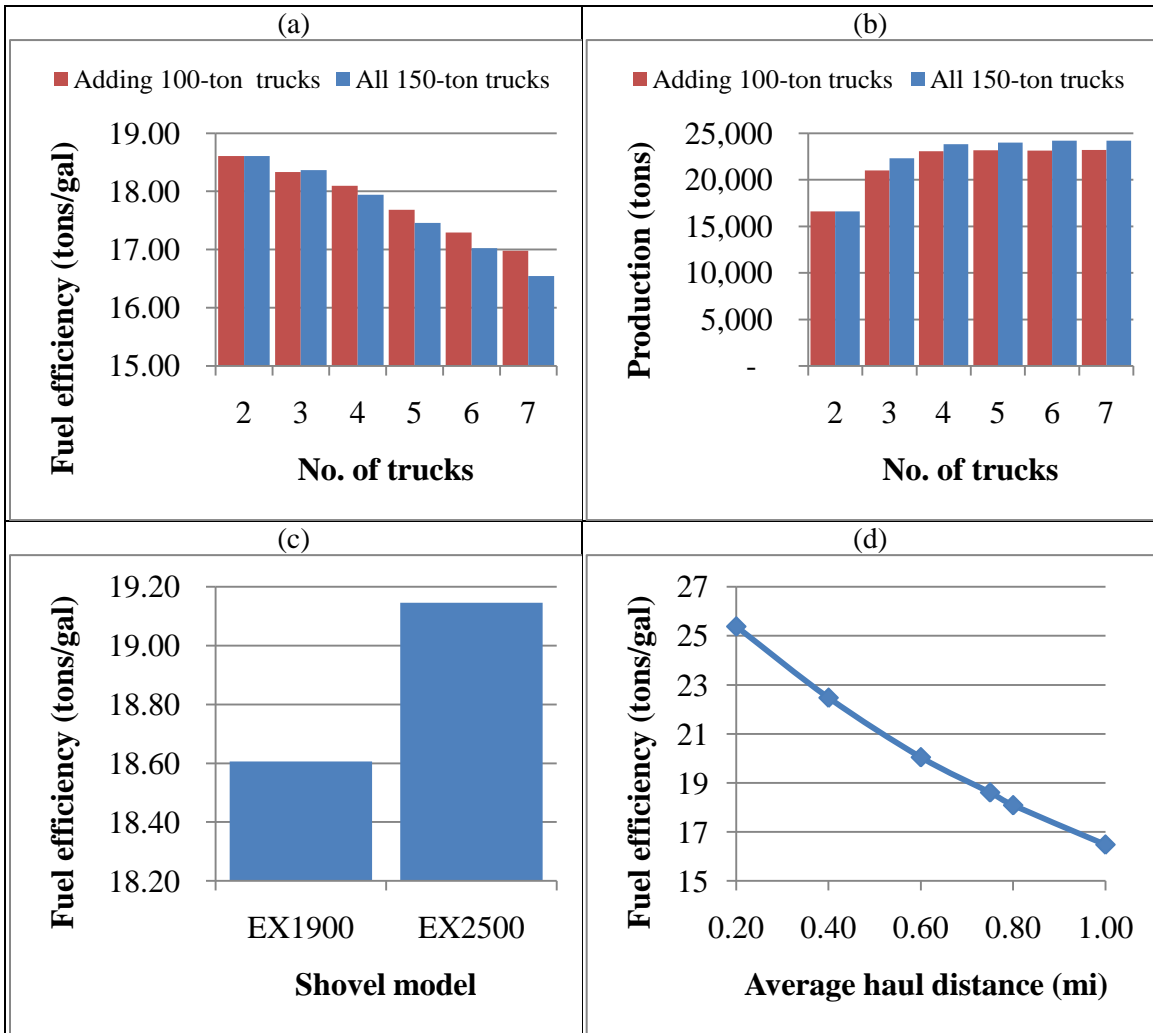 (a)
Adding 100-ton trucks All 150-ton trucks
Fuel efficiency (tons/gal)
19.00
18.00
17.00
16.00
15.00
2 3 4 5 6 7
No. of trucks
(b)
Adding 100-ton trucks All 150-ton trucks
Production (tons)
25,000
20,000
15,000
10,000
5,000
-
2 3 4 5 6 7
No. of trucks
(c)
Fuel efficiency (tons/gal)
19.20
19.00
18.80
18.60
18.40
18.20
EX1900 EX2500
Shovel model
(d)
Fuel efficiency (tons/gal)
27
25
23
21
19
17
15
0.20 0.40 0.60 0.80 1.00
Average haul distance (mi)